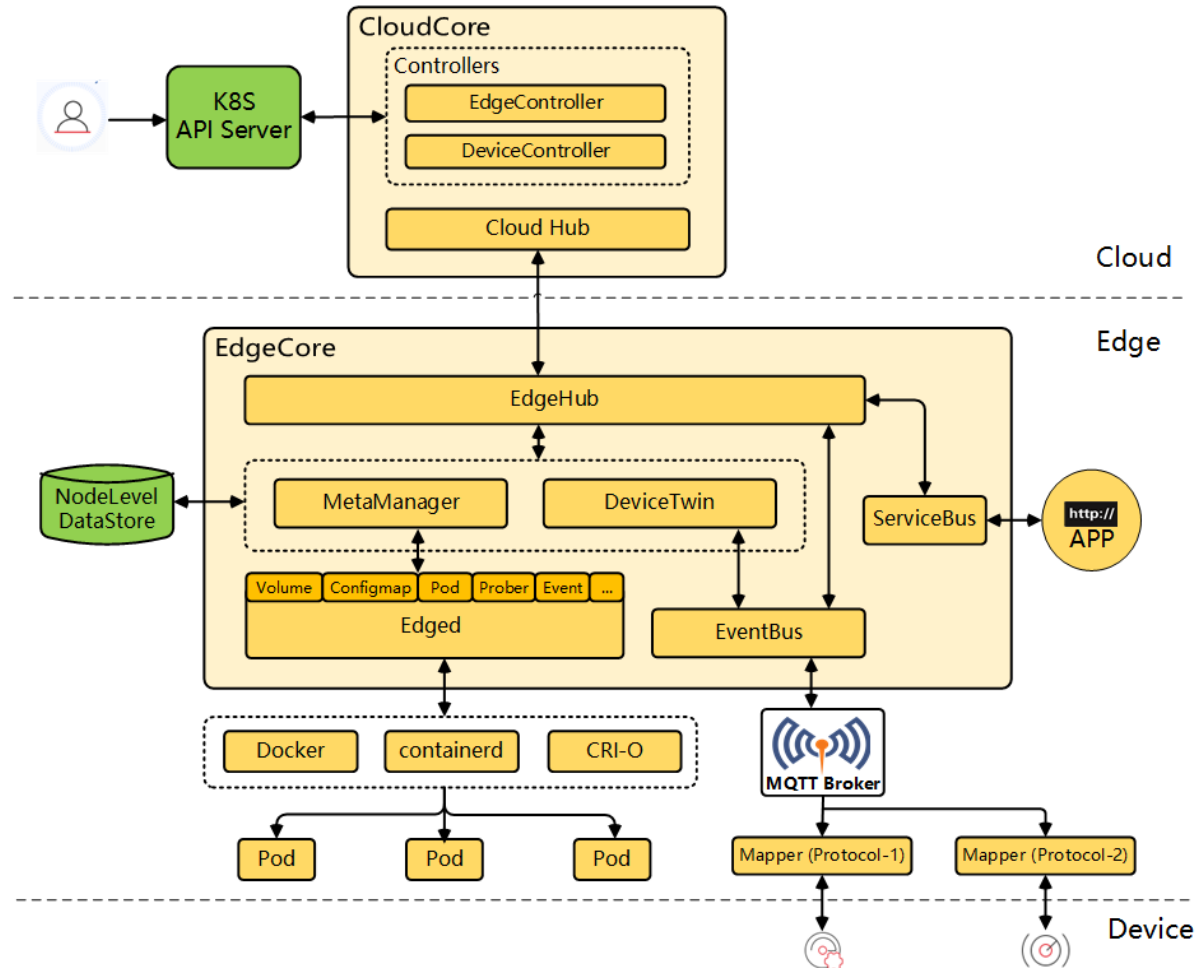 CloudCore
Controllers
EdgeController
DeviceController
K8S
API Server
Cloud Hub
Cloud
Edge
EdgeCore
EdgeHub
NodeLevel
DataStore
MetaManager
DeviceTwin
ServiceBus
http://
APP
Volume
Configmap
Pod
Prober
Event
...
Edged
EventBus
Docker
containerd
CRI-O
MQTT Broker
Pod
Pod
Pod
Mapper (Protocol-1)
Mapper (Protocol-2)
Device